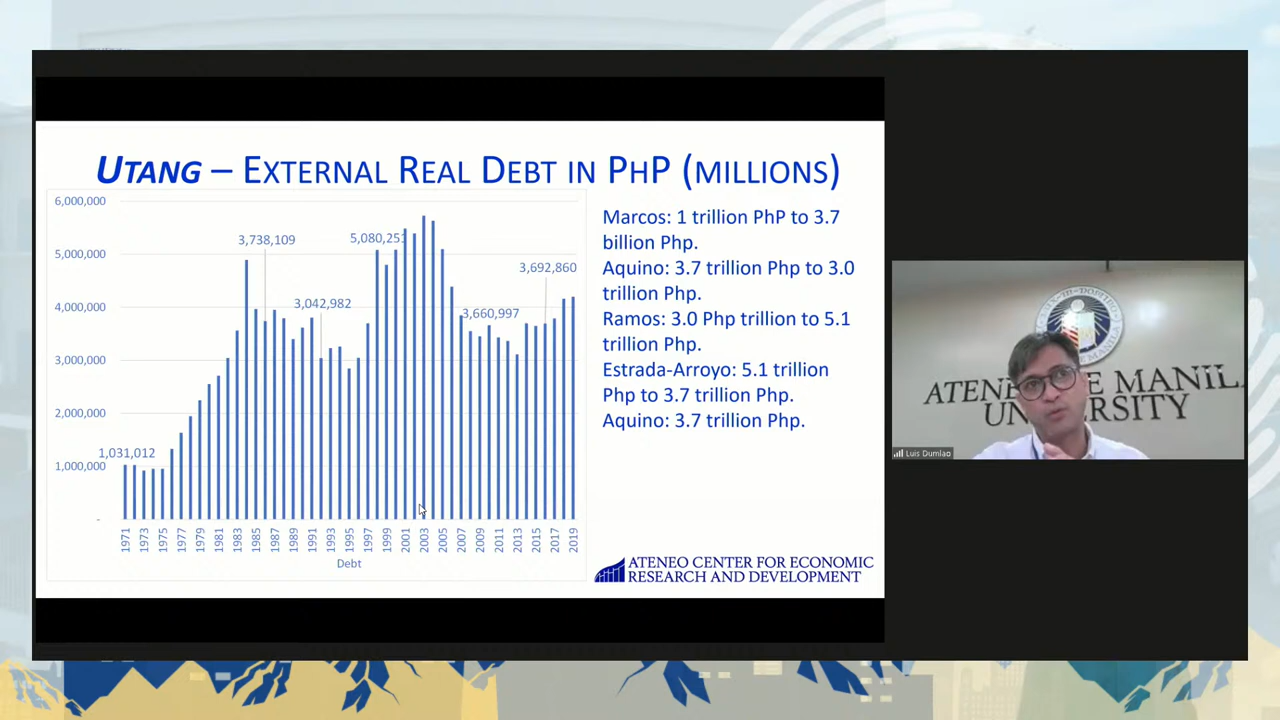 UTANG – EXTERNAL REAL DEBT IN PHP (MILLIONS)
6,000,000
5,000,000
4,000,000
3,000,000
2,000,000
1,000,000
-
1,031,012
3,738,109
3,042,982
5,080,251
3,660,997
3,692,860
1971
1973
1975
1977
1979
1981
1983
1985
1987
1989
1991
1993
1995
1997
1999
2001
2003
2005
2007
2009
2011
2013
2015
2017
2019
Debt
Marcos: 1 trillion PhP to 3.7
billion Php.
Aquino: 3.7 trillion Php to 3.0
trillion Php.
Ramos: 3.0 Php trillion to 5.1
trillion Php.
Estrada-Arroyo: 5.1 trillion
Php to 3.7 trillion Php.
Aquino: 3.7 trillion Php.
ATENEO CENTER FOR ECONOMIC
RESEARCH AND DEVELOPMENT
ATENEO DE MANILA
UNIVERSITY
Luis Dumlao